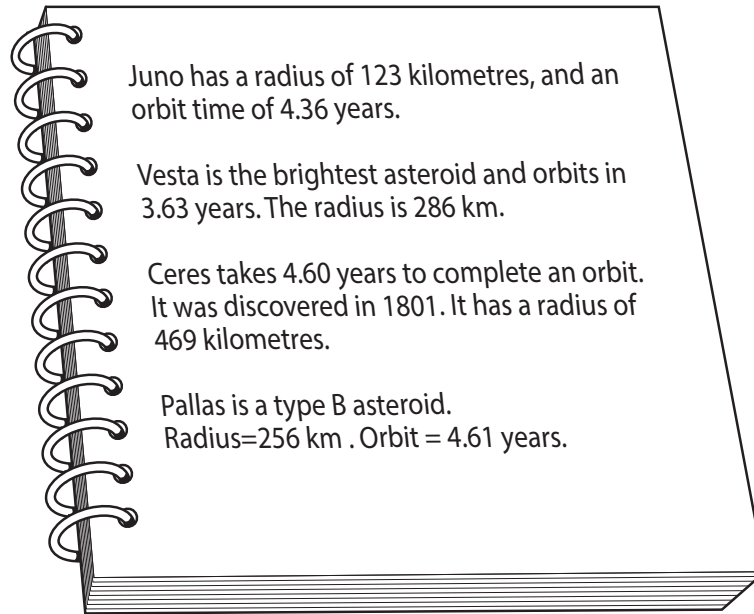 Juno has a radius of 123 kilometres, and an
orbit time of 4.36 years.
Vesta is the brightest asteroid and orbits in
3.63 years. The radius is 286 km.
Ceres takes 4.60 years to complete an orbit.
It was discovered in 1801. It has a radius of
469 kilometres.
Pallas is a type B asteroid.
Radius=256 km . Orbit = 4.61 years.